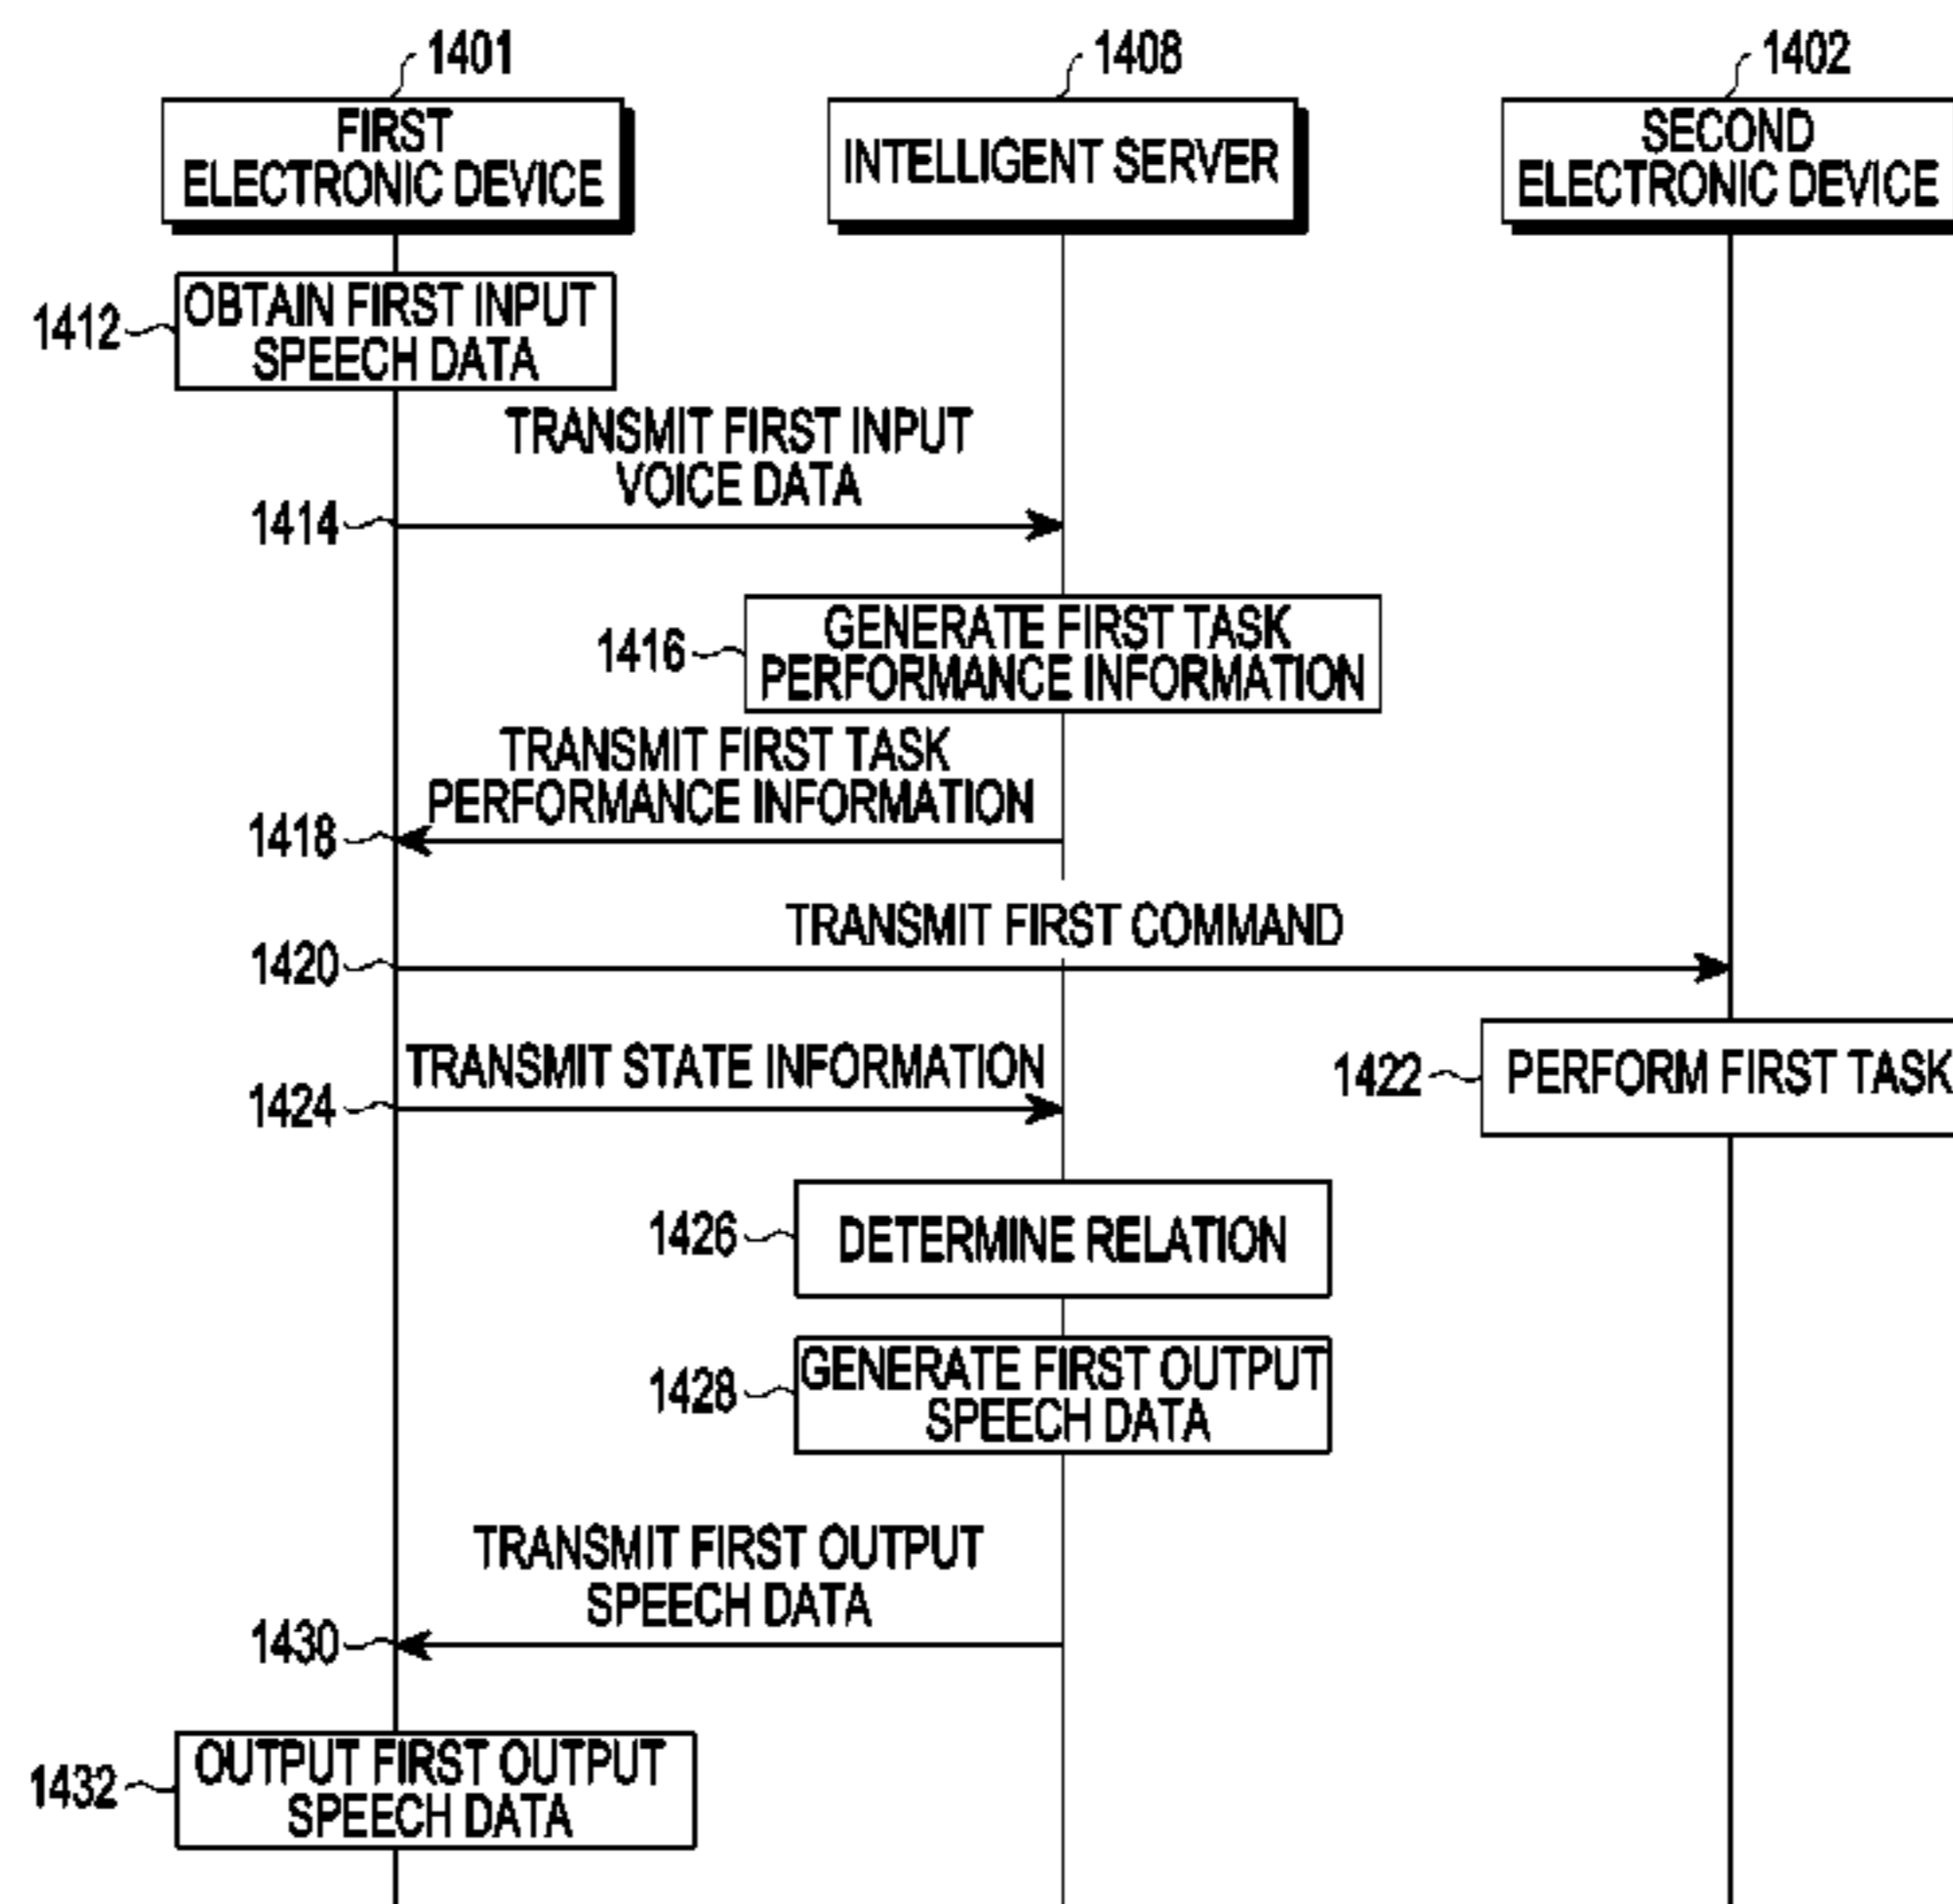 1401
1408
1402
FIRST
ELECTRONIC DEVICE
INTELLIGENT SERVER
SECOND
ELECTRONIC DEVICE
1412
OBTAIN FIRST INPUT
SPEECH DATA
TRANSMIT FIRST INPUT
VOICE DATA
1414
1416
GENERATE FIRST TASK
PERFORMANCE INFORMATION
TRANSMIT FIRST TASK
PERFORMANCE INFORMATION
1418
TRANSMIT FIRST COMMAND
1420
TRANSMIT STATE INFORMATION
1424
1422
PERFORM FIRST TASK
1426
DETERMINE RELATION
1428
GENERATE FIRST OUTPUT
SPEECH DATA
TRANSMIT FIRST OUTPUT
SPEECH DATA
1430
1432
OUTPUT FIRST OUTPUT
SPEECH DATA